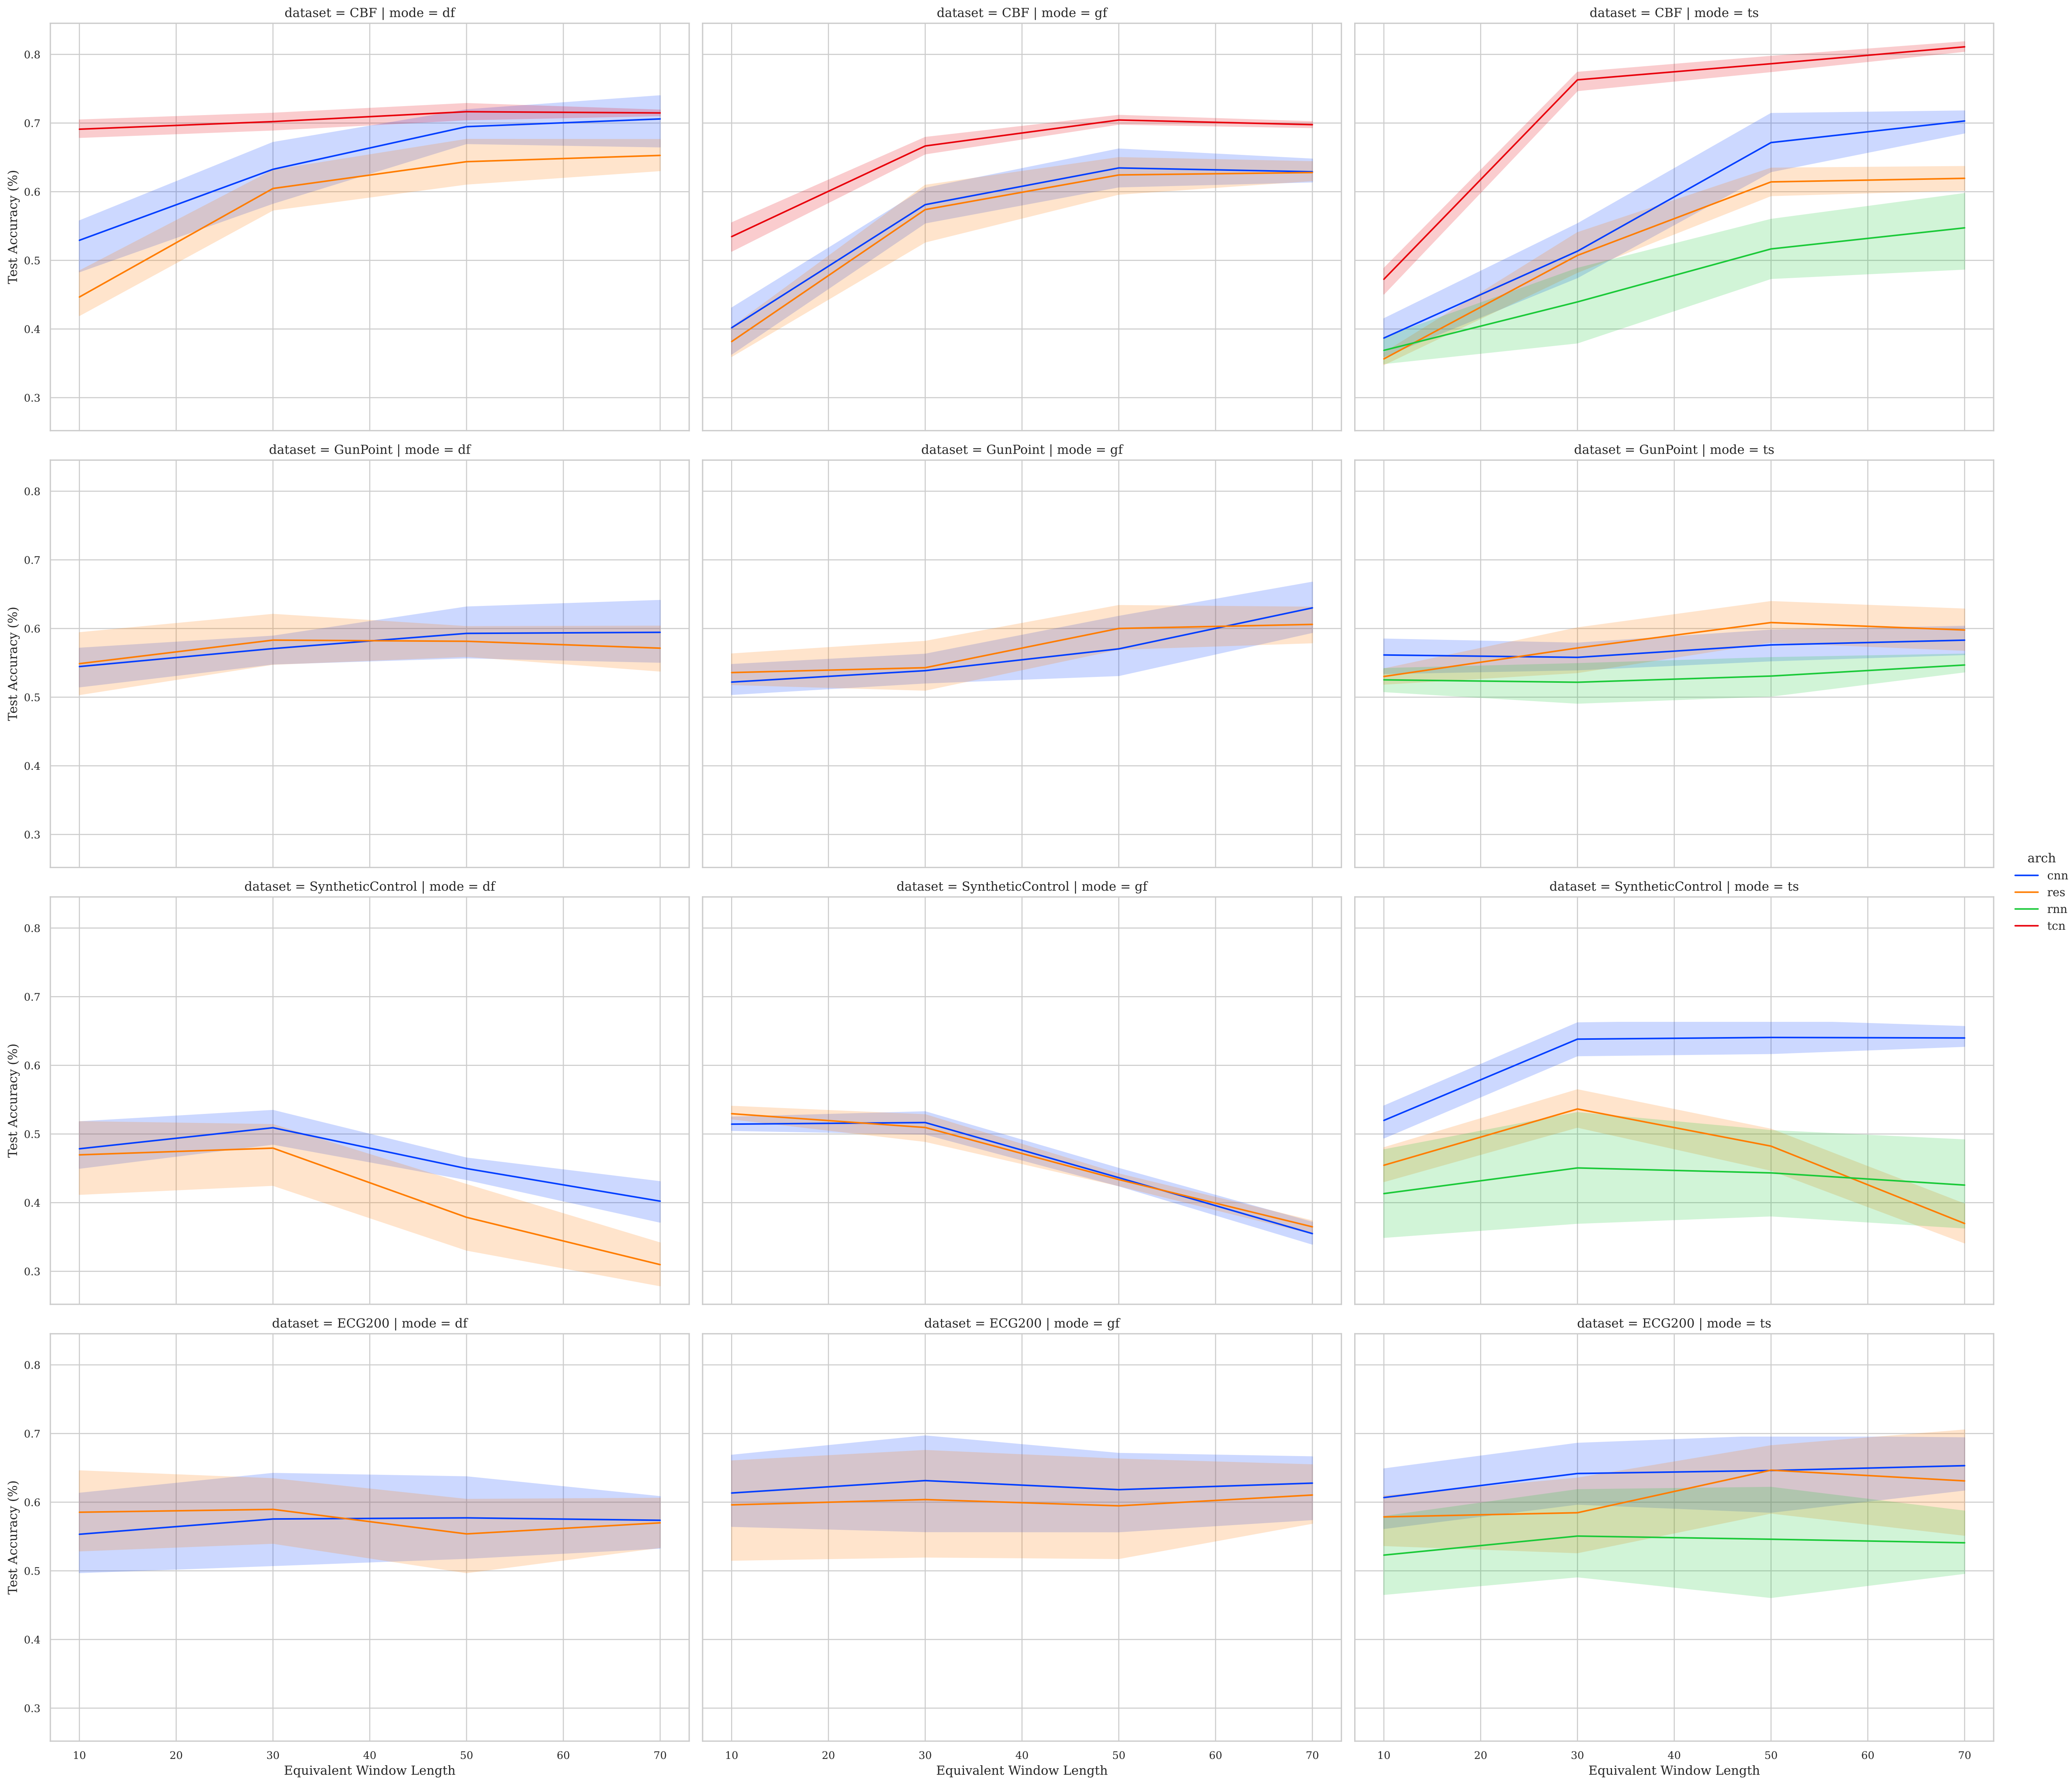 dataset = CBF | mode = df
dataset = CBF | mode = gf
dataset = CBF | mode = ts
0.8
0.7
0.6
0.5
0.4
0.3
Test Accuracy (%)
dataset = GunPoint | mode = df
dataset = GunPoint | mode = gf
dataset = GunPoint | mode = ts
0.8
0.7
0.6
0.5
0.4
0.3
Test Accuracy (%)
arch
cnn
res
rnn
tcn
dataset = SyntheticControl | mode = df
dataset = SyntheticControl | mode = gf
dataset = SyntheticControl | mode = ts
0.8
0.7
0.6
0.5
0.4
0.3
Test Accuracy (%)
dataset = ECG200 | mode = df
dataset = ECG200 | mode = gf
dataset = ECG200 | mode = ts
0.8
0.7
0.6
0.5
0.4
0.3
Test Accuracy (%)
10 20 30 40 50 60 70
10 20 30 40 50 60 70
10 20 30 40 50 60 70
Equivalent Window Length
Equivalent Window Length
Equivalent Window Length